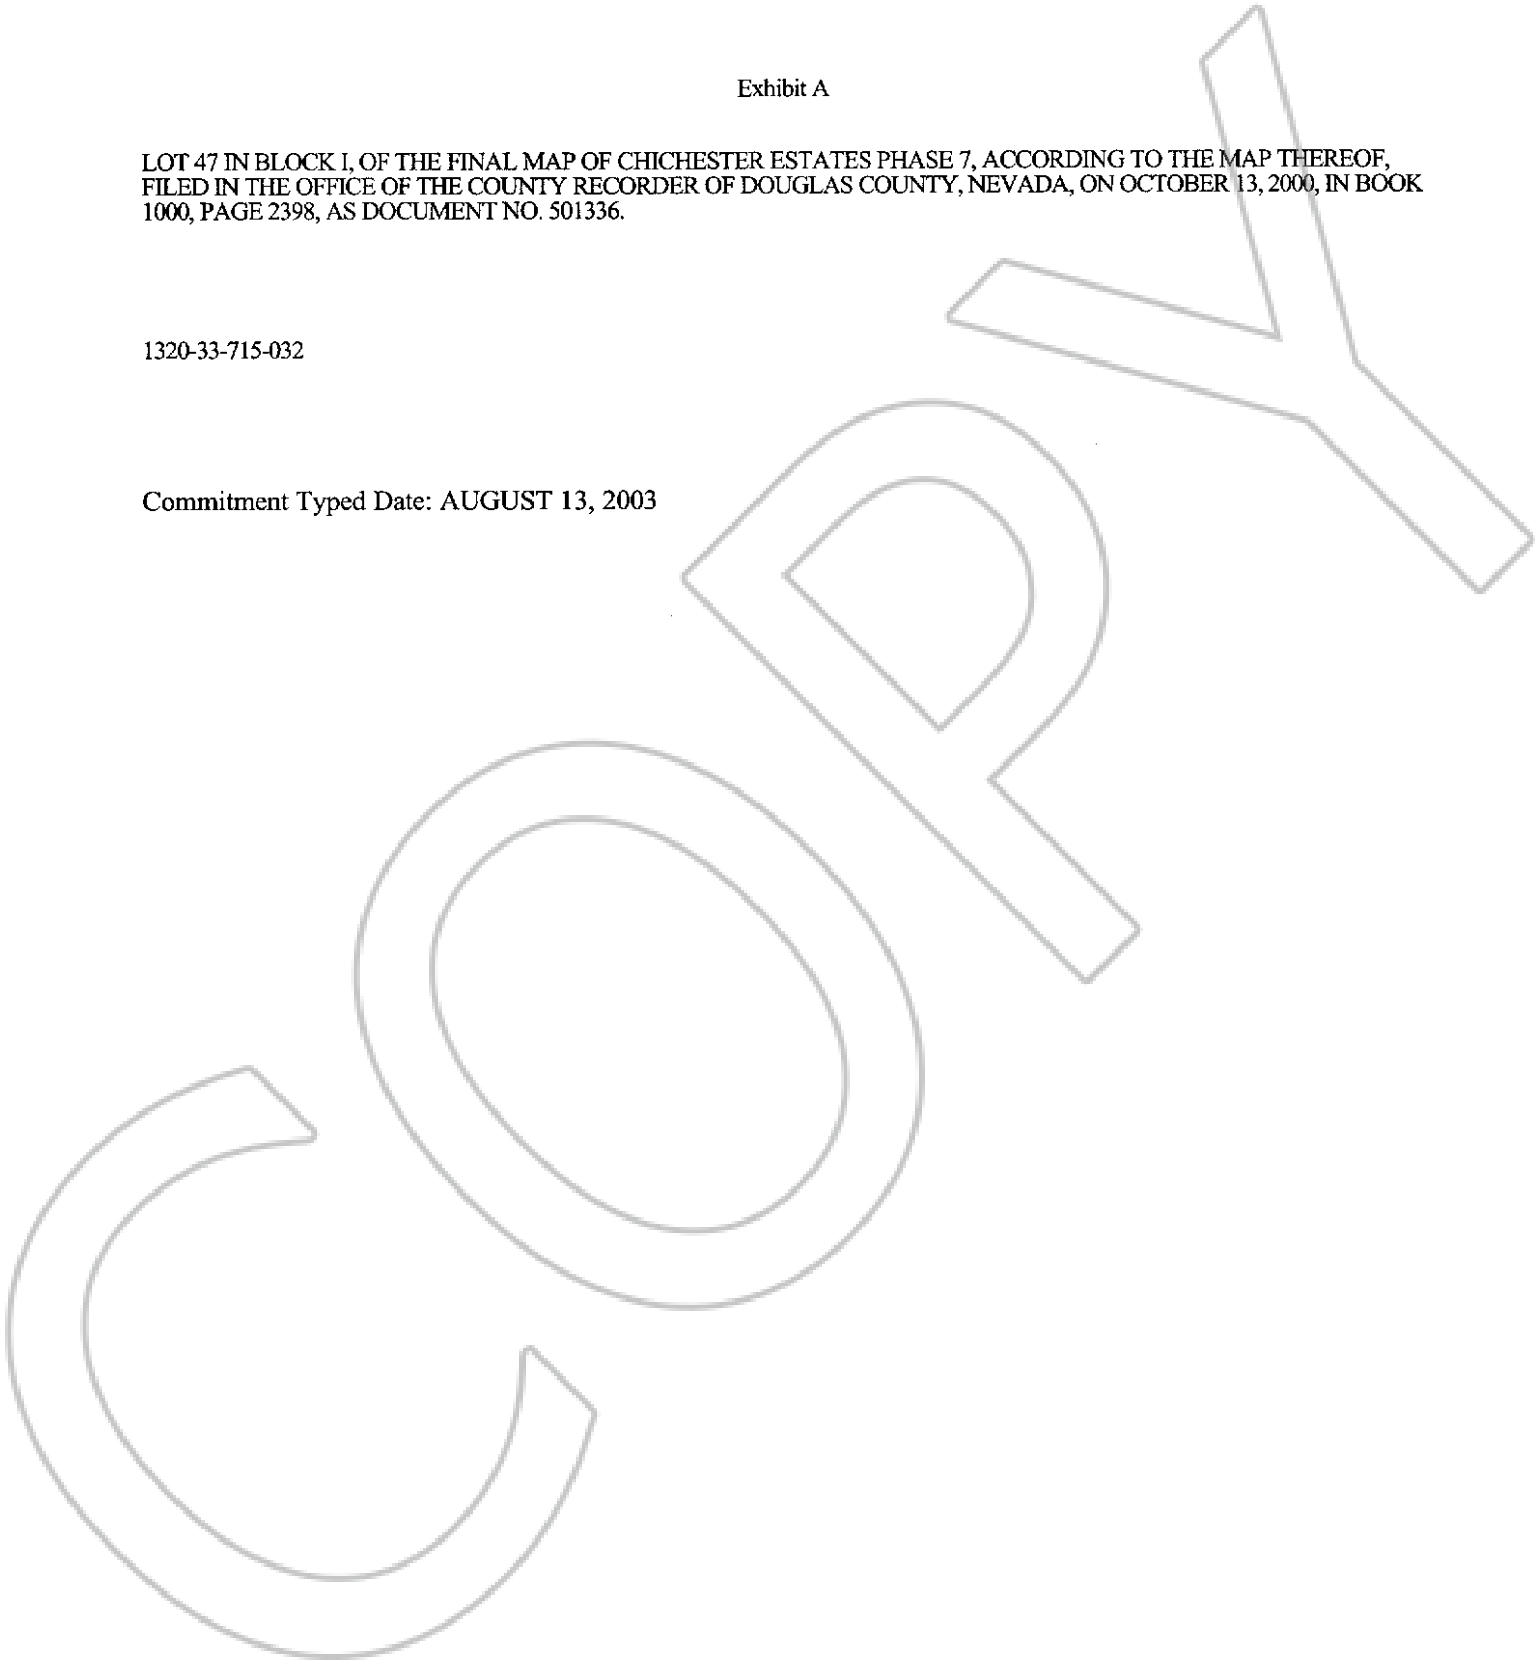 Exhibit A
LOT 47 IN BLOCK I, OF THE FINAL MAP OF CHICHESTER ESTATES PHASE 7, ACCORDING TO THE MAP THEREOF,
FILED IN THE OFFICE OF THE COUNTY RECORDER OF DOUGLAS COUNTY, NEVADA, ON OCTOBER 13, 2000, IN BOOK
1000, PAGE 2398, AS DOCUMENT NO. 501336.
1320-33-715-032
Commitment Typed Date: AUGUST 13, 2003
COPY